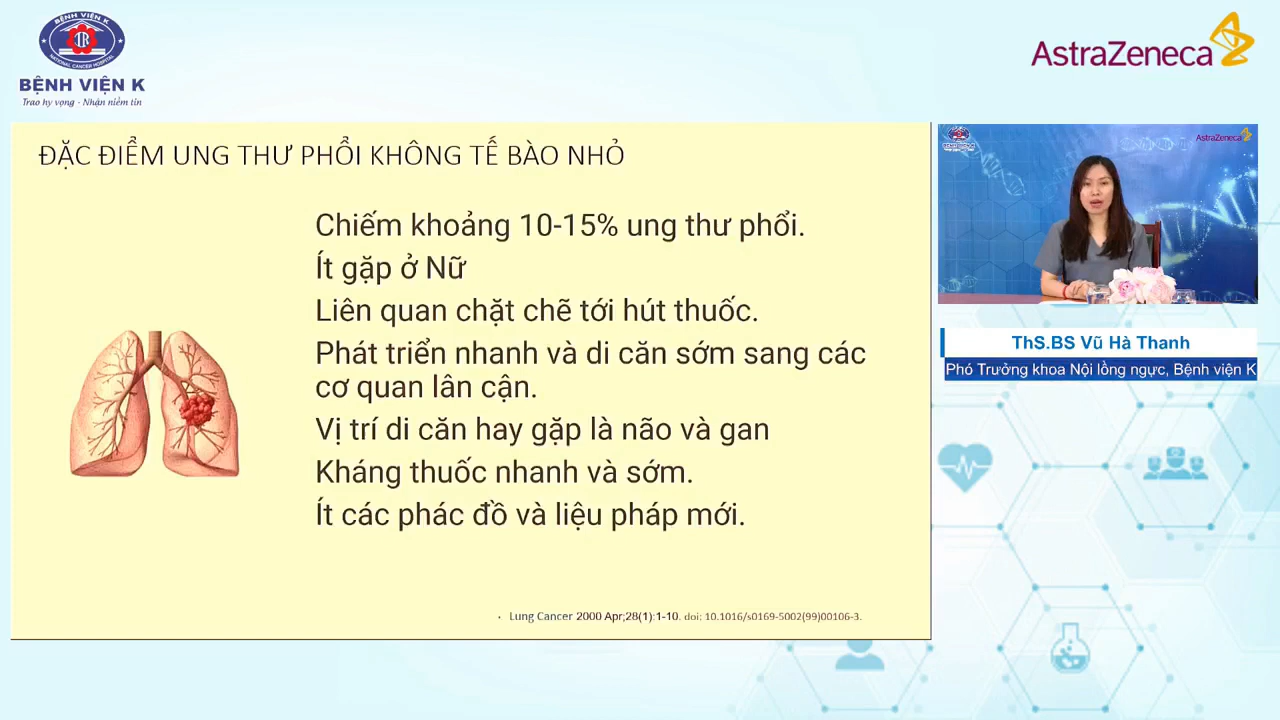 BỆNH VIỆN K
NATIONAL CANCER HOSPITAL
BỆNH VIỆN K
Trao hy vọng - Nhận niềm tin
AstraZeneca
ĐẶC ĐIỂM UNG THƯ PHỔI KHÔNG TẾ BÀO NHỎ
Chiếm khoảng 10-15% ung thư phổi.
Ít gặp ở Nữ
Liên quan chặt chẽ tới hút thuốc.
Phát triển nhanh và di căn sớm sang các
cơ quan lân cận.
Vị trí di căn hay gặp là não và gan
Kháng thuốc nhanh và sớm.
Ít các phác đồ và liệu pháp mới.
• Lung Cancer 2000 Apr;28(1):1-10. doi: 10.1016/s0169-5002(99)00106-3.
AstraZeneca
ThS.BS Vũ Hà Thanh
Phó Trưởng khoa Nội lồng ngực, Bệnh viện K